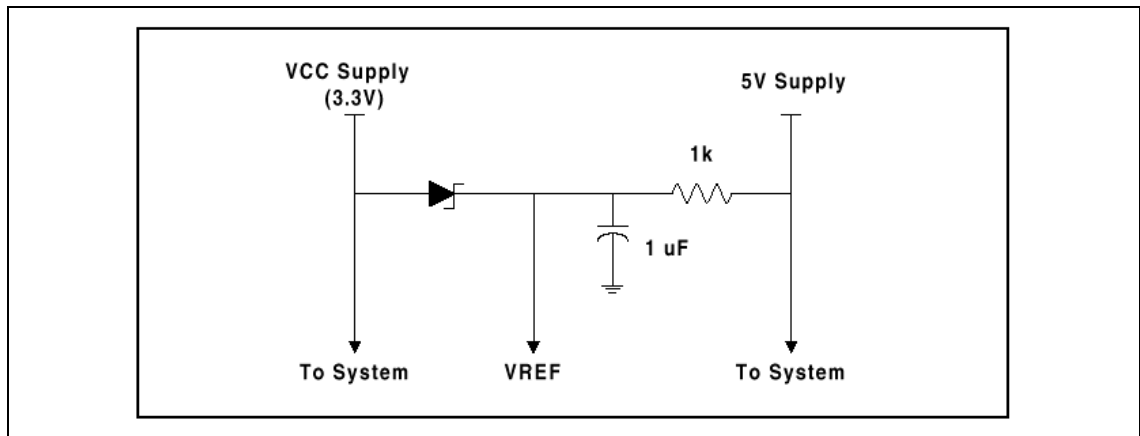 VCC Supply
(3.3V)
5V Supply
1k
1 uF
To System
VREF
To System